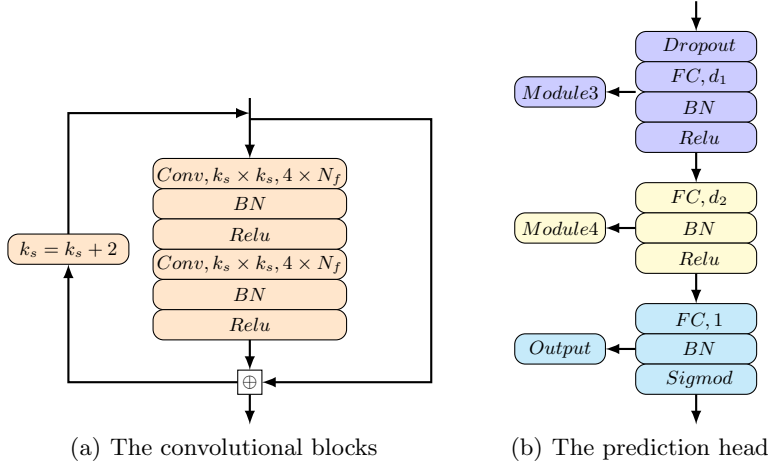 Conv, k_s × k_s, 4 × N_f
BN
Relu
Conv, k_s × k_s, 4 × N_f
BN
Relu
k_s = k_s + 2
⊕
(a) The convolutional blocks
Dropout
FC, d_1
BN
Relu
Module3
FC, d_2
BN
Relu
Module4
FC, 1
BN
Sigmod
Output
(b) The prediction head